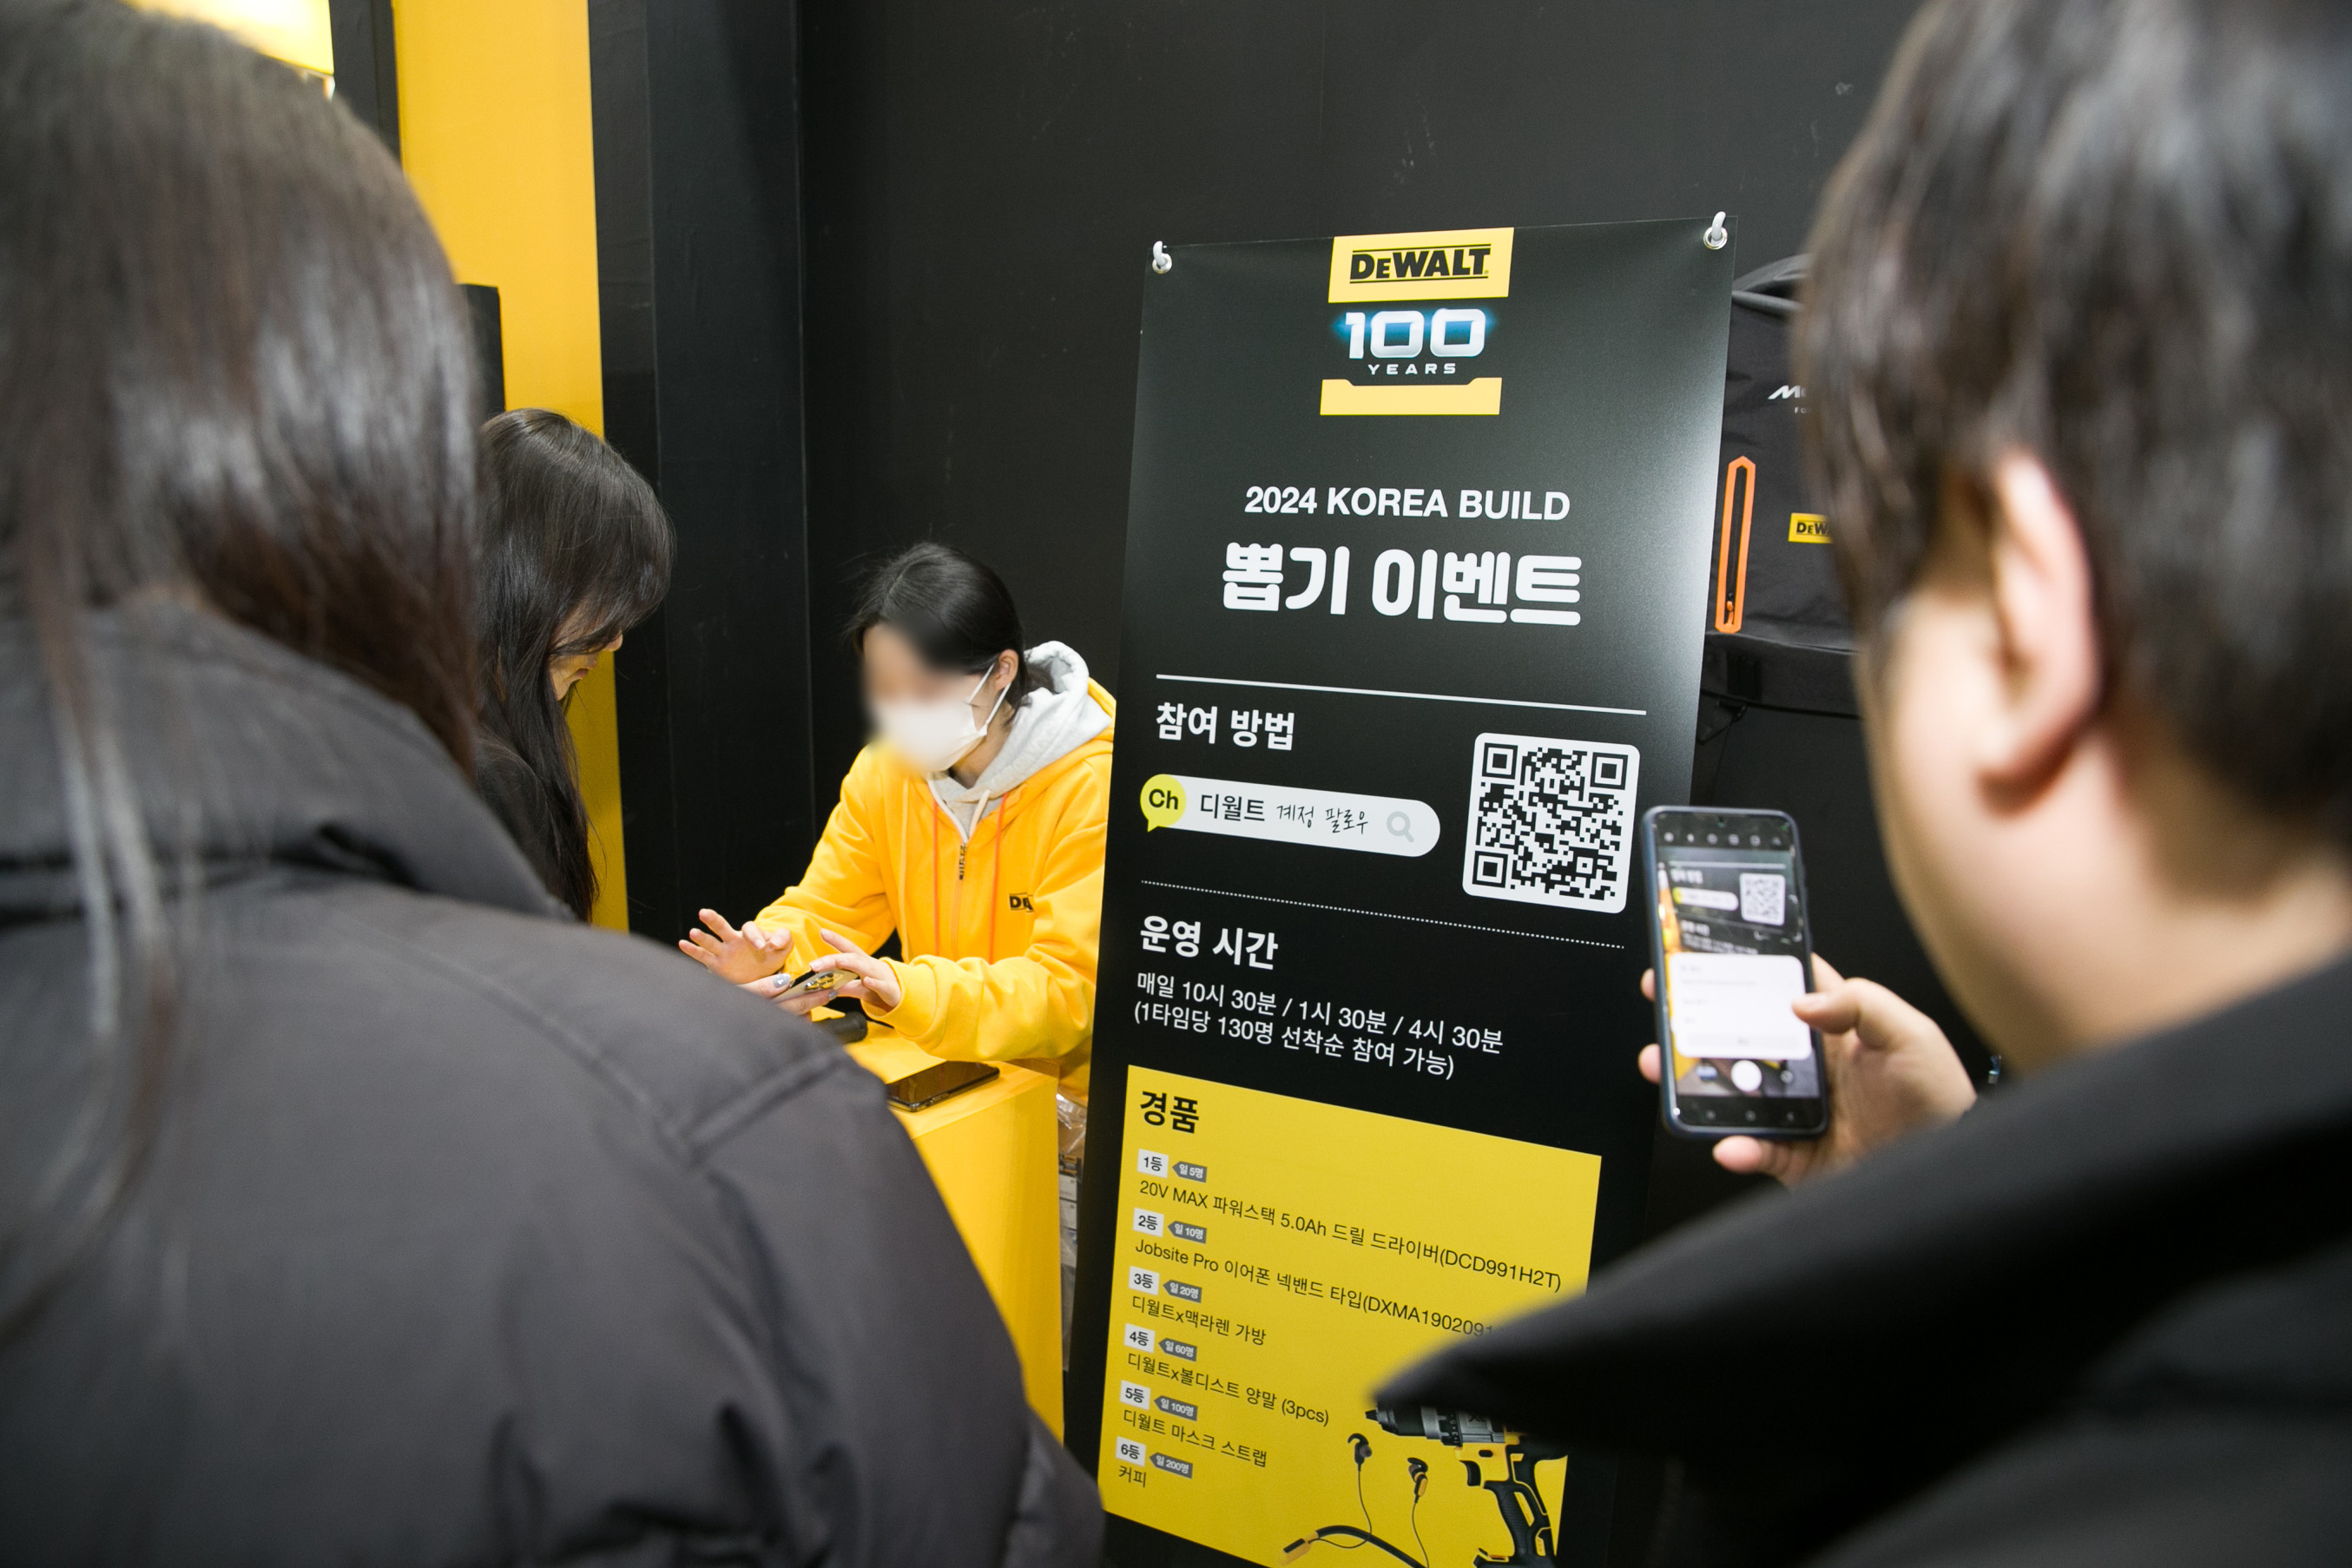 DEWALT
100
YEARS
2024 KOREA BUILD
뽑기 이벤트
참여 방법
Ch 디월트 계정 팔로우
운영 시간
매일 10시 30분 / 1시 30분 / 4시 30분
(1타임당 130명 선착순 참여 가능)
경품
1등 일 5명
20V MAX 파워스택 5.0Ah 드릴 드라이버(DCD991H2T)
2등 일 10명
Jobsite Pro 이어폰 넥밴드 타입(DXMA1902091
3등 일 20명
디월트x맥라렌 가방
4등 일 60명
디월트x볼디스트 양말 (3pcs)
5등 일 100명
디월트 마스크 스트랩
6등 일 200명
커피